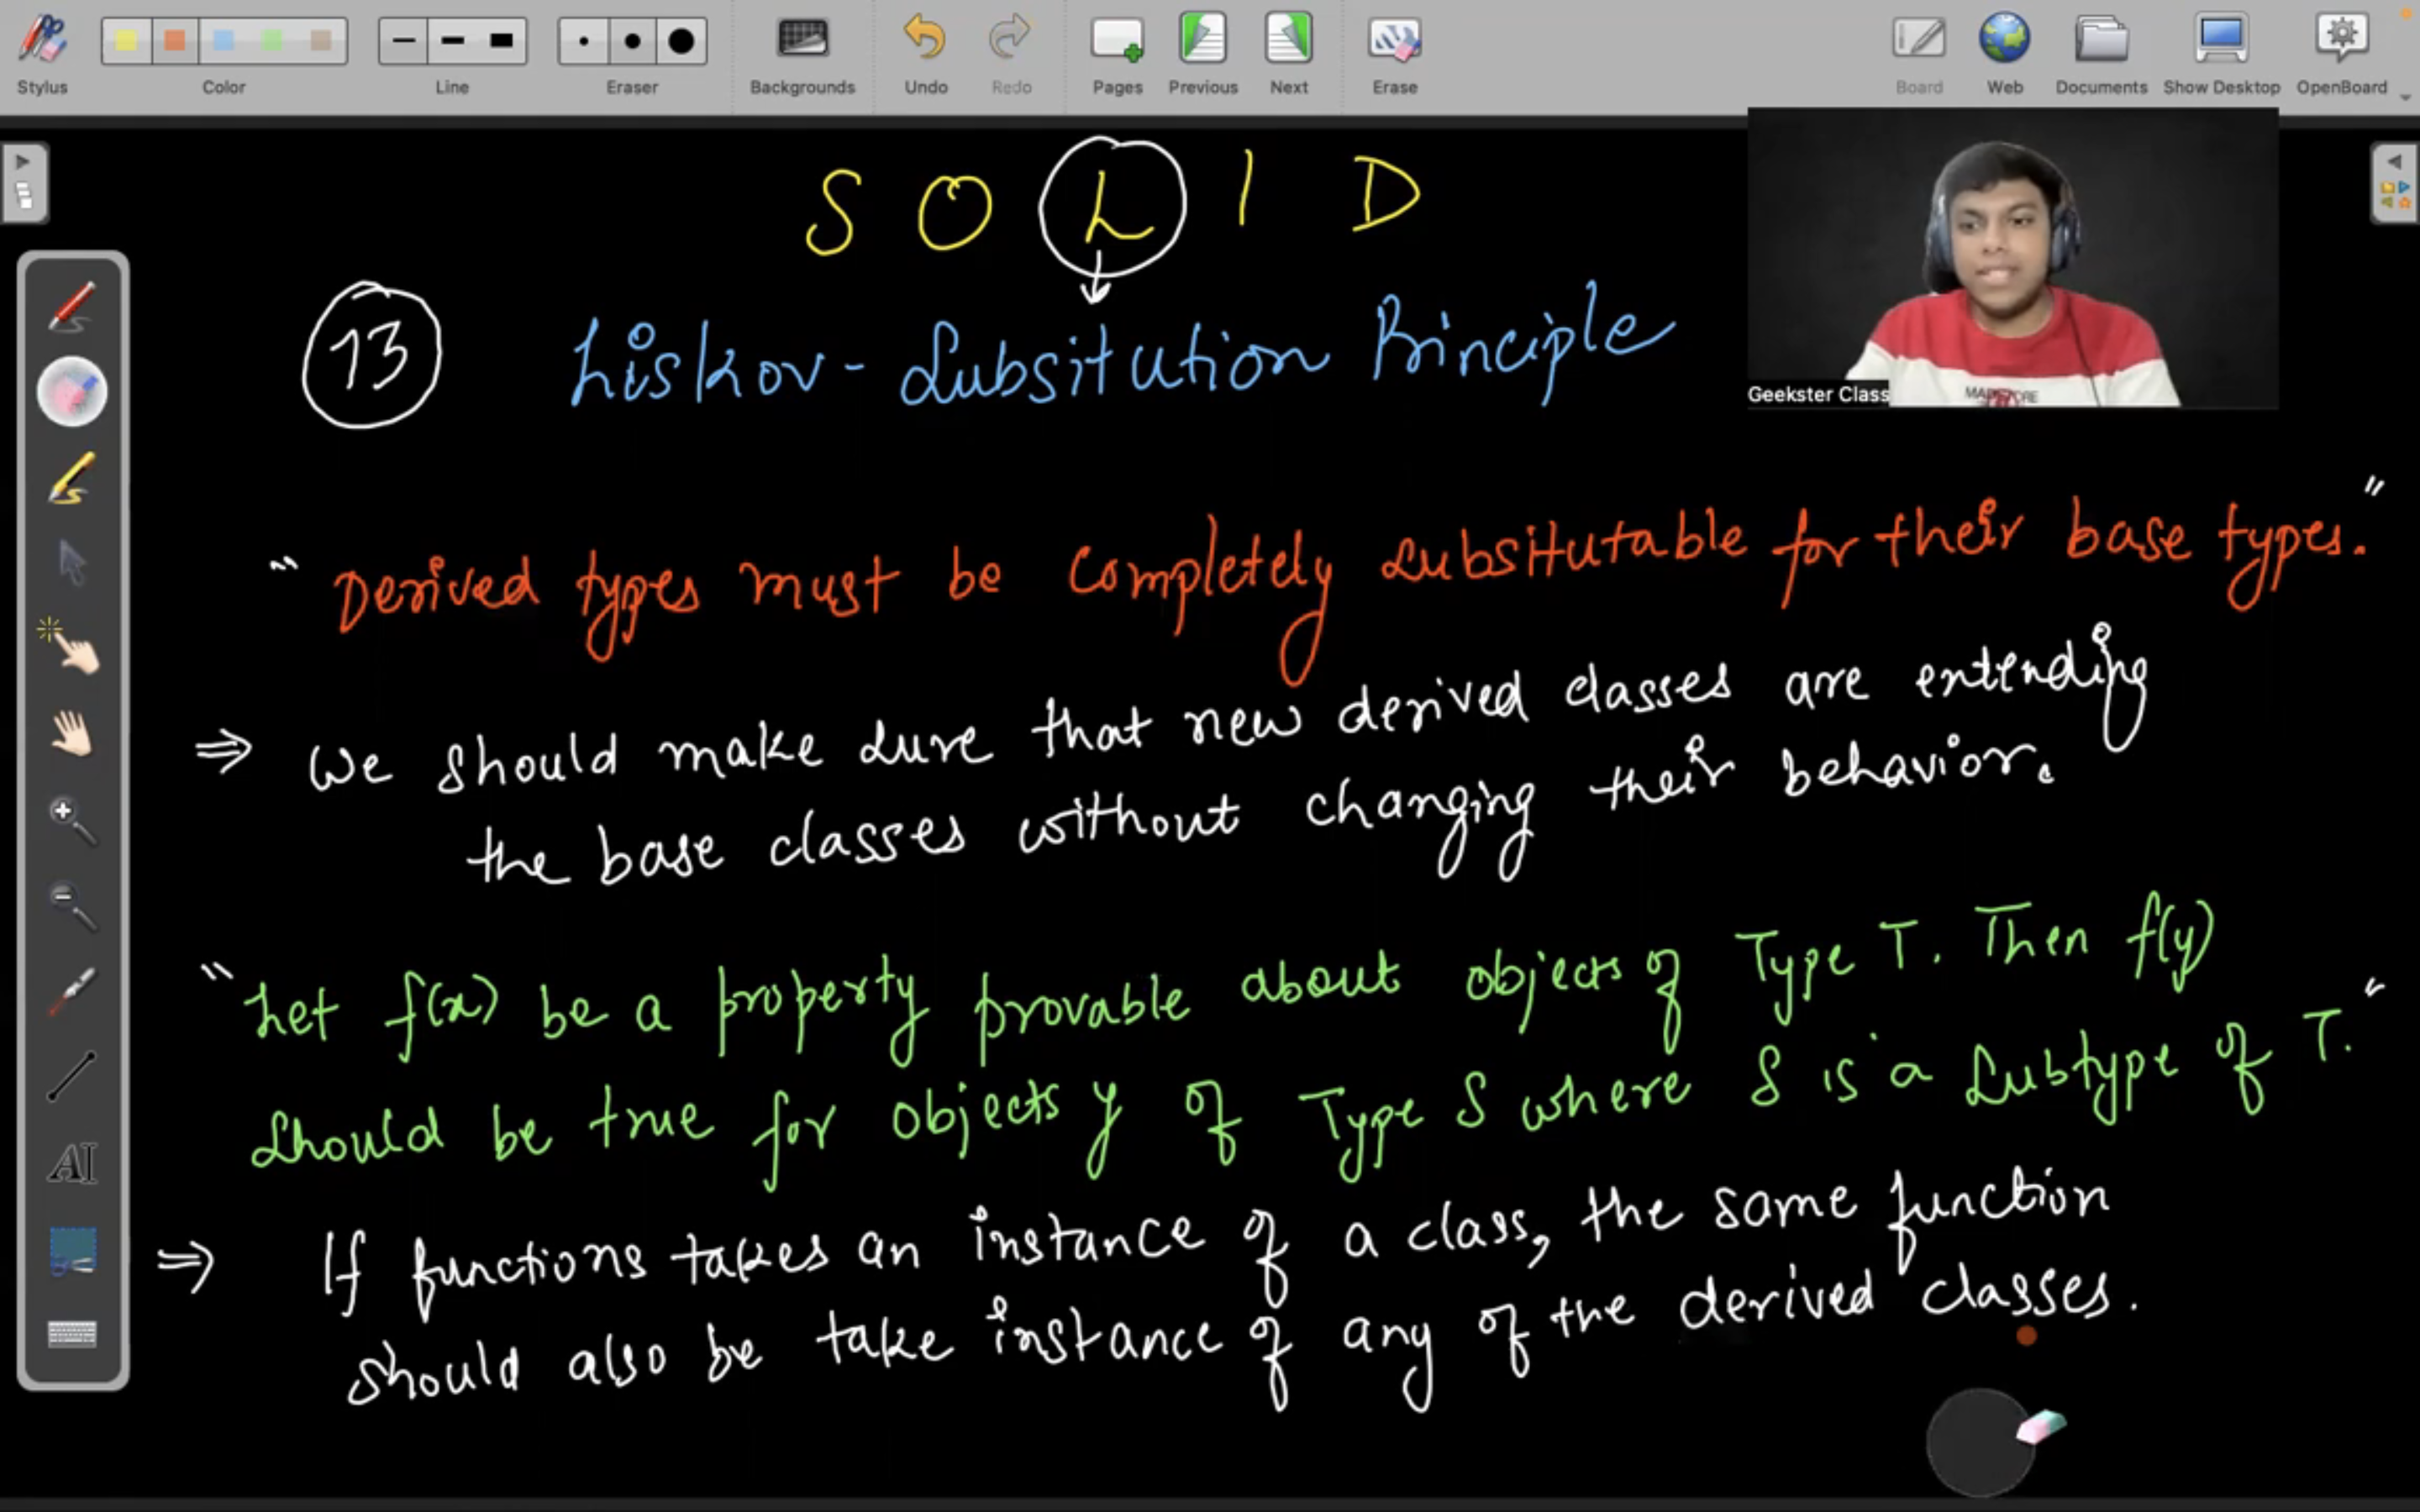 Stylus
Color
Line
Eraser
Backgrounds
Undo
Redo
Pages
Previous
Next
Erase
Board
Web
Documents
Show Desktop
OpenBoard
S O L I D
13 Liskov - Subsitution Principle
Geekster Class
"Derived types must be completely subsitutable for their base types."
⇒ We should make sure that new derived classes are extending
the base classes without changing their behavior.
"Let f(x) be a property provable about objects of Type T. Then f(y)
should be true for objects y of Type S where S is a subtype of T."
⇒ If functions takes an instance of a class, the same function
should also be take instance of any of the derived classes.
AI